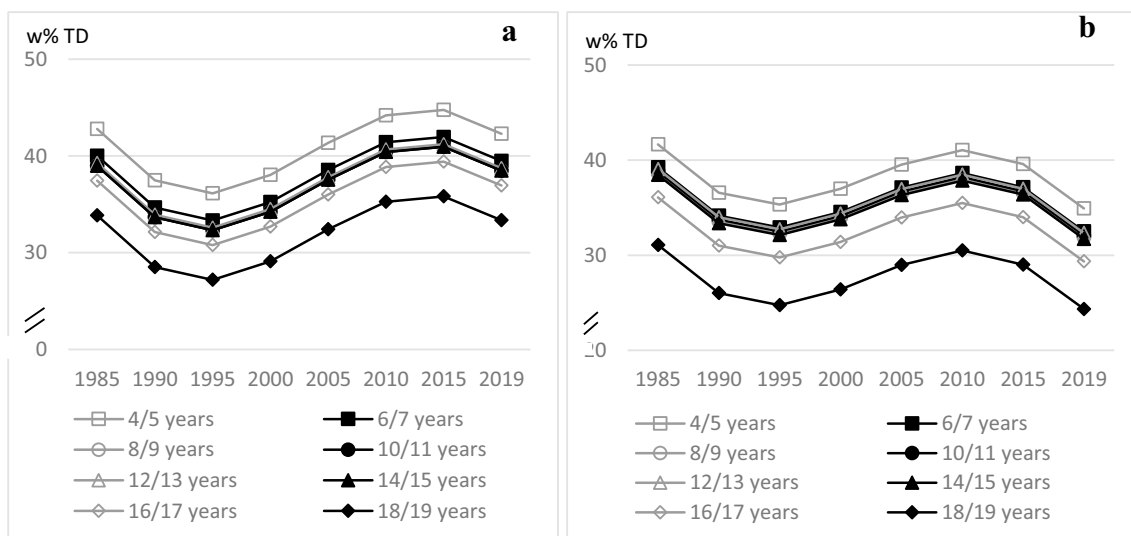 w% TD
a
50
40
30
0
1985 1990 1995 2000 2005 2010 2015 2019
4/5 years 6/7 years
8/9 years 10/11 years
12/13 years 14/15 years
16/17 years 18/19 years
w% TD
b
50
40
30
20
1985 1990 1995 2000 2005 2010 2015 2019
4/5 years 6/7 years
8/9 years 10/11 years
12/13 years 14/15 years
16/17 years 18/19 years